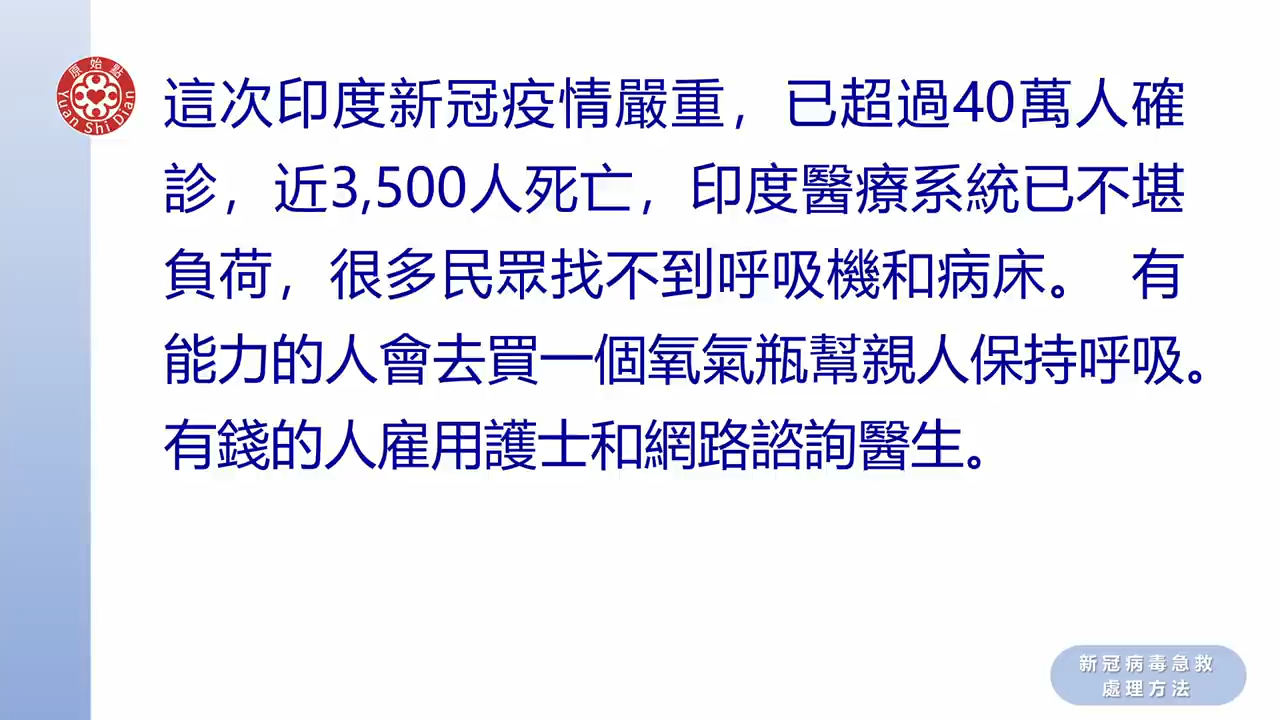 原始點
Yuan Shi Dian
這次印度新冠疫情嚴重，已超過40萬人確
診，近3,500人死亡，印度醫療系統已不堪
負荷，很多民眾找不到呼吸機和病床。 有
能力的人會去買一個氧氣瓶幫親人保持呼吸。
有錢的人雇用護士和網路諮詢醫生。
新冠病毒急救
處理方法